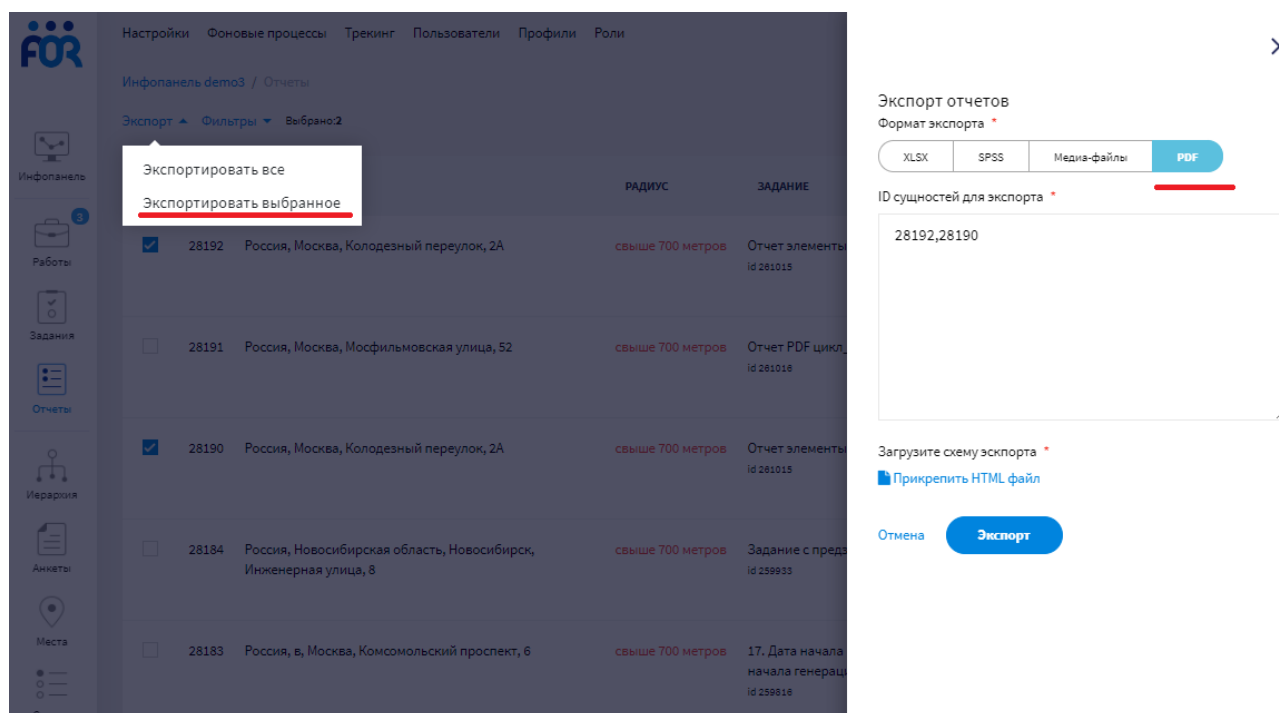 FOR
Настройки Фоновые процессы Трекинг Пользователи Профили Роли
Инфопанель demo3 / Отчеты
Экспорт Фильтры Выбрано:2
Экспортировать все
Экспортировать выбранное
РАДИУС ЗАДАНИЕ
28192 Россия, Москва, Колодезный переулок, 2А свыше 700 метров Отчет элементы
id 261015
28191 Россия, Москва, Мосфильмовская улица, 52 свыше 700 метров Отчет PDF цикл_
id 261016
28190 Россия, Москва, Колодезный переулок, 2А свыше 700 метров Отчет элементы
id 261015
28184 Россия, Новосибирская область, Новосибирск, свыше 700 метров Задание с предз
Инженерная улица, 8 id 259933
28183 Россия, в, Москва, Комсомольский проспект, 6 свыше 700 метров 17. Дата начала
начала генераци
id 259816
Инфопанель
3
Работы
Задания
Отчеты
Иерархия
Анкеты
Места
Экспорт отчетов
Формат экспорта *
XLSX SPSS Медиа-файлы PDF
ID сущностей для экспорта *
28192,28190
Загрузите схему эскпорта *
Прикрепить HTML файл
Отмена Экспорт